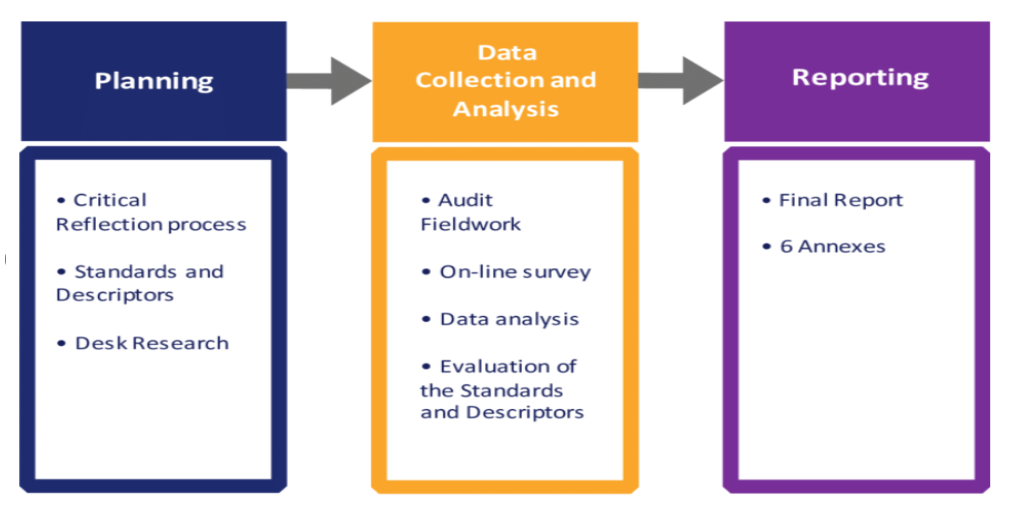 Planning
• Critical
Reflection process
• Standards and
Descriptors
• Desk Research
Data
Collection and
Analysis
• Audit
Fieldwork
• On-line survey
• Data analysis
• Evaluation of
the Standards
and Descriptors
Reporting
• Final Report
• 6 Annexes